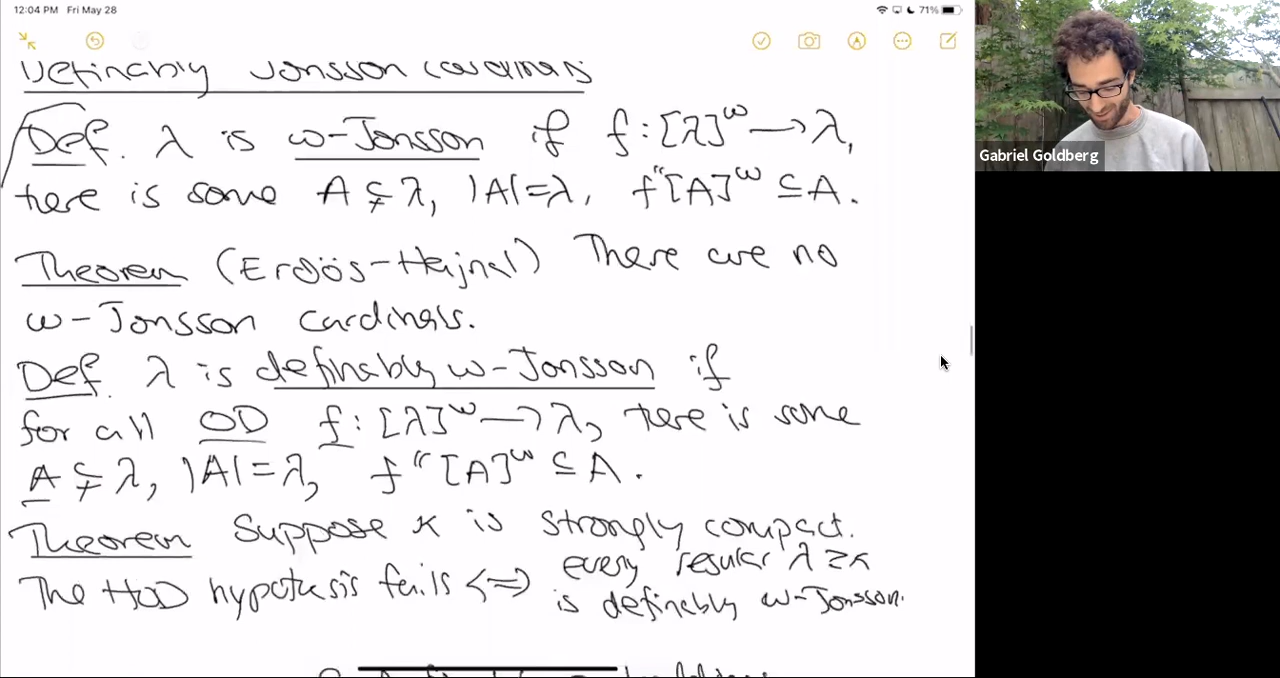 12:04 PM Fri May 28
71%
Definably Jonsson cardinals
Def. λ is ω-Jonsson if f : [λ]^ω → λ,
there is some A ⊊ λ, |A| = λ, f"[A]^ω ⊆ A.
Gabriel Goldberg
Theorem (Erdös-Hajnal) There are no
ω-Jonsson cardinals.
Def. λ is definably ω-Jonsson if
for all OD f : [λ]^ω → λ, there is some
A ⊊ λ, |A| = λ, f"[A]^ω ⊆ A.
Theorem Suppose κ is strongly compact.
The HOD hypothesis fails ⟺ every regular λ ≥ κ
is definably ω-Jonsson.